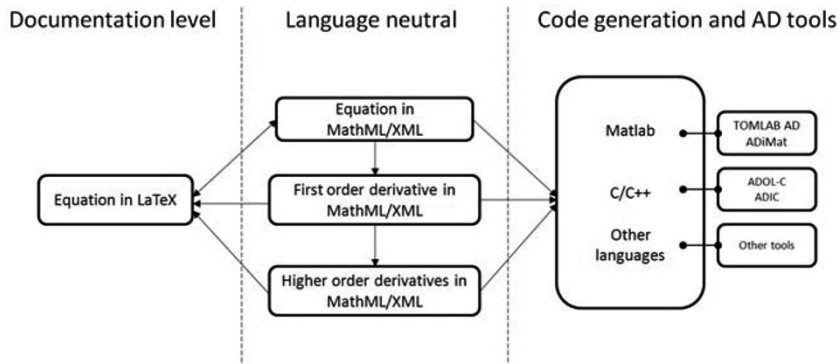 Documentation level
Language neutral
Code generation and AD tools
Equation in LaTeX
Equation in
MathML/XML
First order derivative in
MathML/XML
Higher order derivatives in
MathML/XML
Matlab
TOMLAB AD
ADiMat
C/C++
ADOL-C
ADIC
Other
languages
Other tools